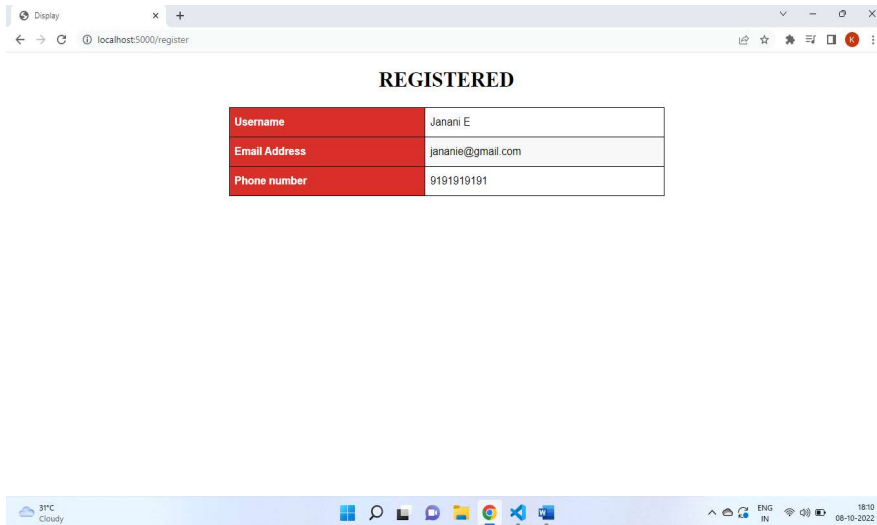 Display
localhost:5000/register
K
REGISTERED
Username Janani E
Email Address jananie@gmail.com
Phone number 9191919191
31°C
Cloudy
ENG
IN
18:10
08-10-2022